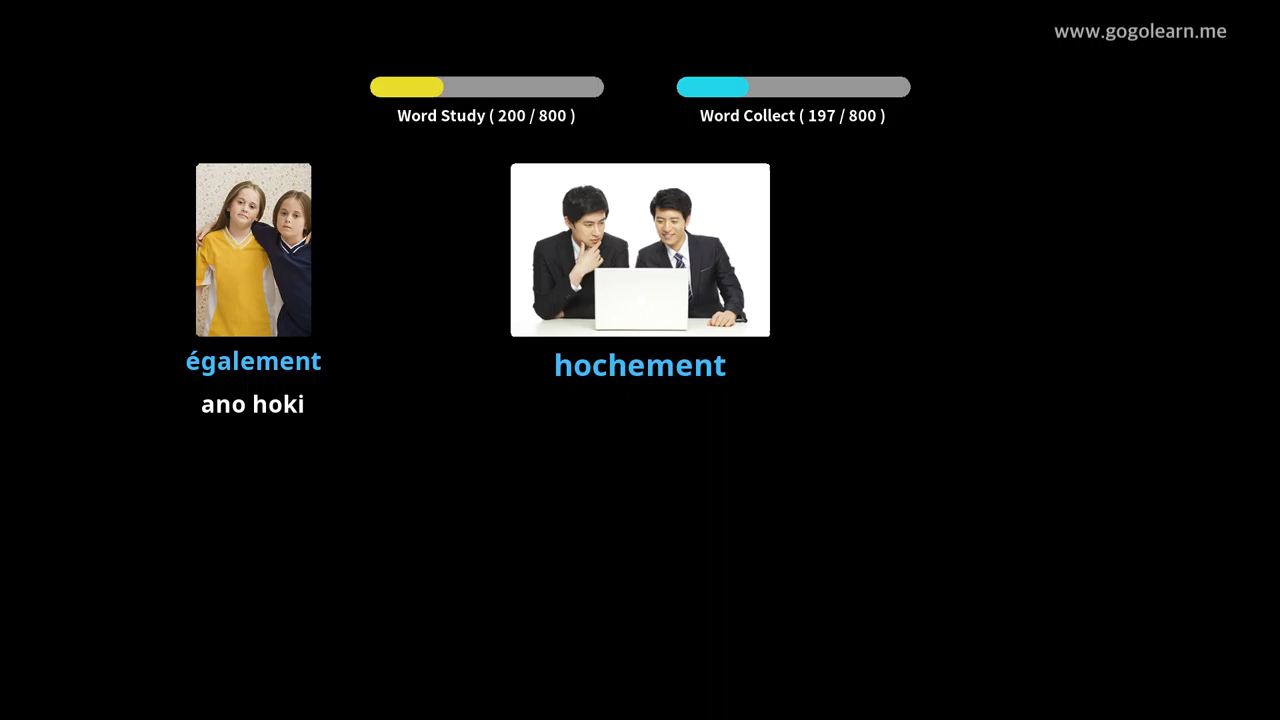 www.gogolearn.me
Word Study ( 200 / 800 )
Word Collect ( 197 / 800 )
également
ano hoki
hochement